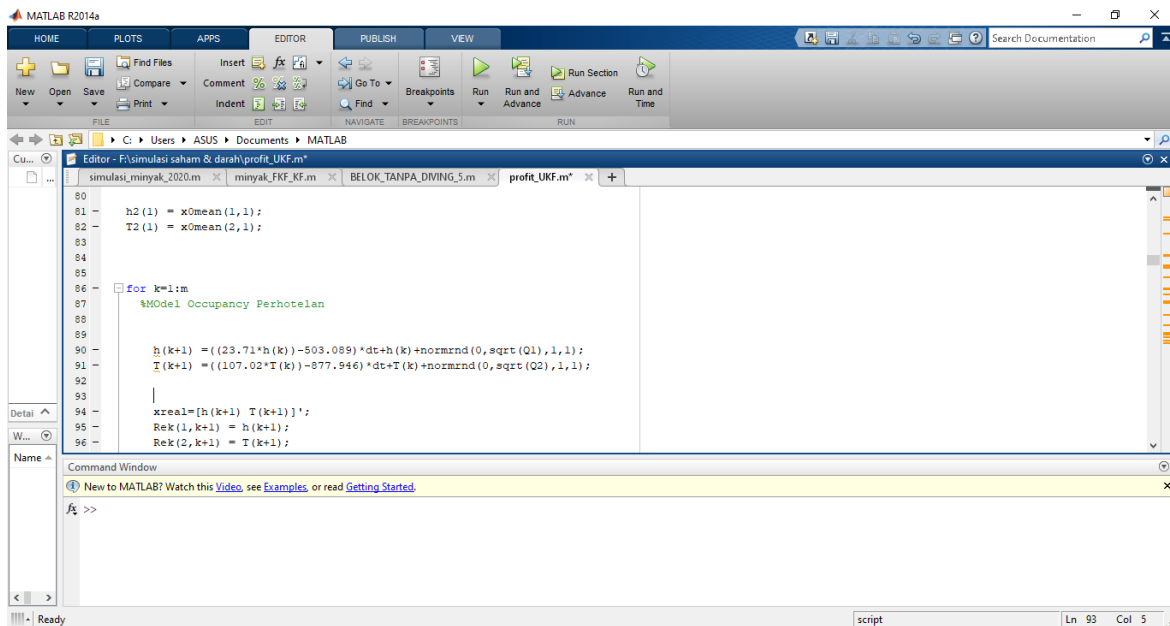 MATLAB R2014a
HOME PLOTS APPS EDITOR PUBLISH VIEW Search Documentation
Find Files Insert fx
New Open Save Compare Comment Go To Breakpoints Run Run and Advance Run Section Advance Run and Time
Print Indent Find
FILE EDIT NAVIGATE BREAKPOINTS RUN
C: Users ASUS Documents MATLAB
Cu... Editor - F:\simulasi saham & darah\profit_UKF.m*
... simulasi_minyak_2020.m minyak_FKF_KF.m BELOK_TANPA_DIVING_5.m profit_UKF.m* +
80
81 – h2(1) = x0mean(1,1);
82 – T2(1) = x0mean(2,1);
83
84
85
86 – for k=1:m
87 %MOdel Occupancy Perhotelan
88
89
90 – h(k+1) =((23.71*h(k))-503.089)*dt+h(k)+normrnd(0,sqrt(Q1),1,1);
91 – T(k+1) =((107.02*T(k))-877.946)*dt+T(k)+normrnd(0,sqrt(Q2),1,1);
92
93
94 – xreal=[h(k+1) T(k+1)]';
95 – Rek(1,k+1) = h(k+1);
96 – Rek(2,k+1) = T(k+1);
Detai
W...
Name
Command Window
New to MATLAB? Watch this Video, see Examples, or read Getting Started.
fx >>
Ready script Ln 93 Col 5